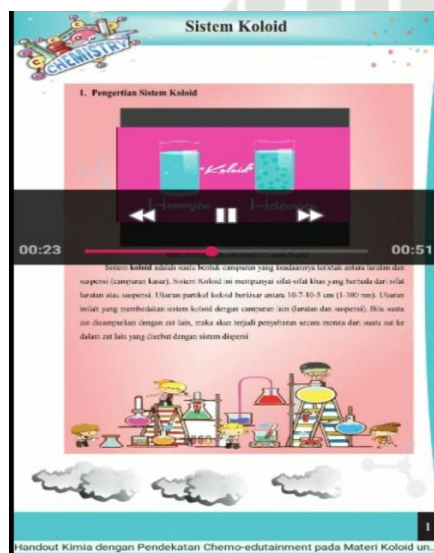 Sistem Koloid
CHEMISTRY
1. Pengertian Sistem Koloid
Koloid
Homogen Heterogen
00:23 00:51
Sistem koloid adalah suatu bentuk campuran yang keadaannya terletak antara larutan dan
suspensi (campuran kasar). Sistem Koloid ini mempunyai sifat-sifat khas yang berbeda dari sifat
larutan atau suspensi. Ukuran partikel koloid berkisar antara 10-7-10-5 cm (1-100 nm). Ukuran
inilah yang membedakan sistem koloid dengan campuran lain (larutan dan suspensi). Bila suatu
zat dicampurkan dengan zat lain, maka akan terjadi penyebaran secara merata dari suatu zat ke
dalam zat lain yang disebut dengan sistem dispersi
1
Handout Kimia dengan Pendekatan Chemo-edutainment pada Materi Koloid un...